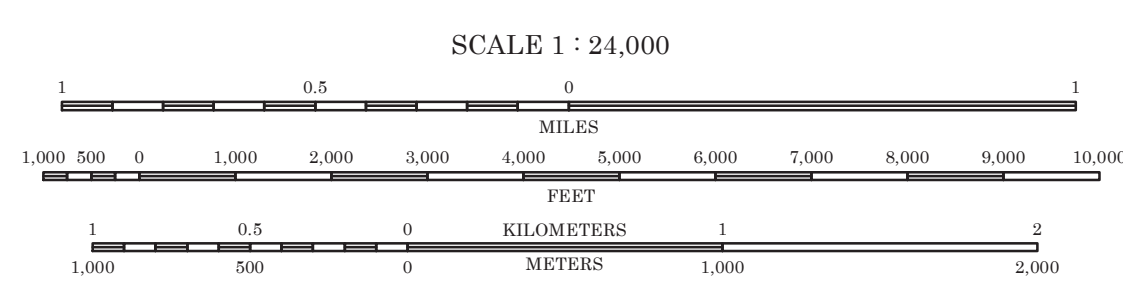 SCALE 1 : 24,000
1 0.5 0 1
MILES
1,000 500 0 1,000 2,000 3,000 4,000 5,000 6,000 7,000 8,000 9,000 10,000
FEET
1 0.5 0 KILOMETERS 1 2
1,000 500 0 METERS 1,000 2,000